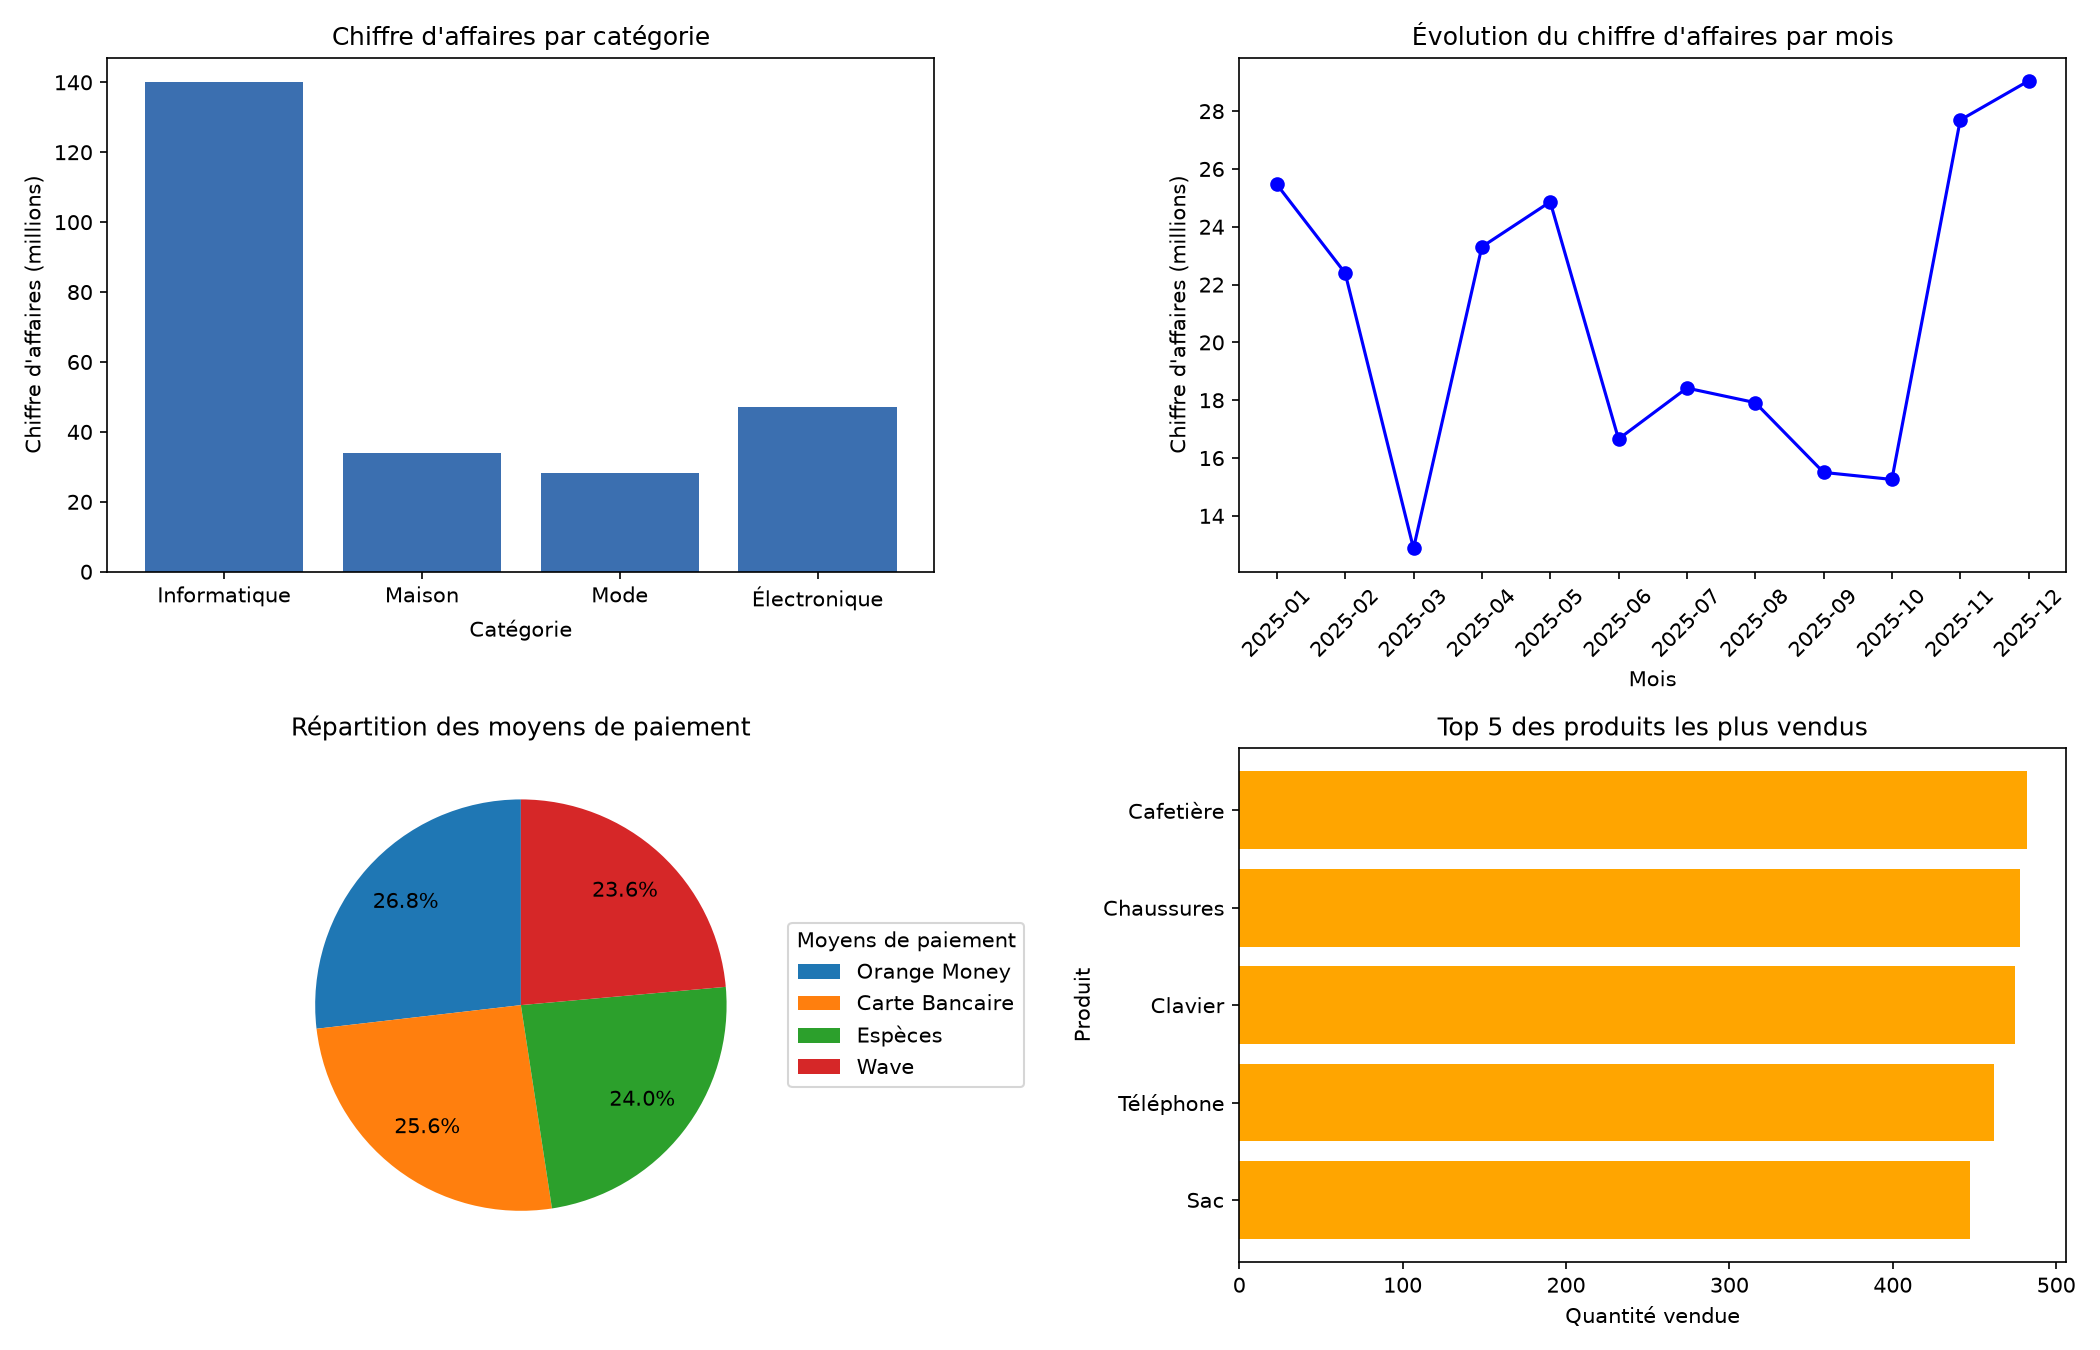 Chiffre d'affaires par catégorie
Chiffre d'affaires (millions)
140
120
100
80
60
40
20
0
Informatique
Maison
Mode
Électronique
Catégorie
Évolution du chiffre d'affaires par mois
Chiffre d'affaires (millions)
28
26
24
22
20
18
16
14
2025-01
2025-02
2025-03
2025-04
2025-05
2025-06
2025-07
2025-08
2025-09
2025-10
2025-11
2025-12
Mois
Répartition des moyens de paiement
26.8%
23.6%
25.6%
24.0%
Moyens de paiement
Orange Money
Carte Bancaire
Espèces
Wave
Top 5 des produits les plus vendus
Produit
Cafetière
Chaussures
Clavier
Téléphone
Sac
0
100
200
300
400
500
Quantité vendue